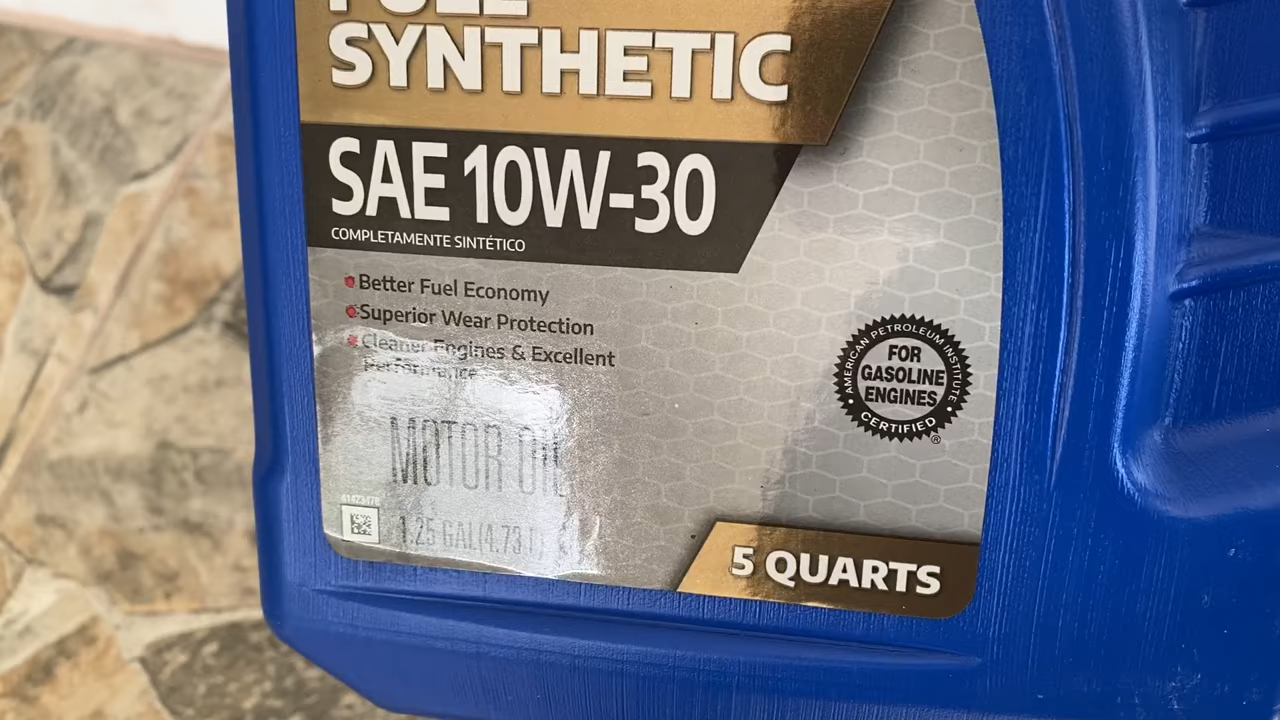 FULL
SYNTHETIC
SAE 10W-30
COMPLETAMENTE SINTÉTICO
Better Fuel Economy
Superior Wear Protection
Cleaner Engines & Excellent
Performance
MOTOR OIL
1.25 GAL (4.73 L)
AMERICAN PETROLEUM INSTITUTE
FOR
GASOLINE
ENGINES
CERTIFIED
®
5 QUARTS